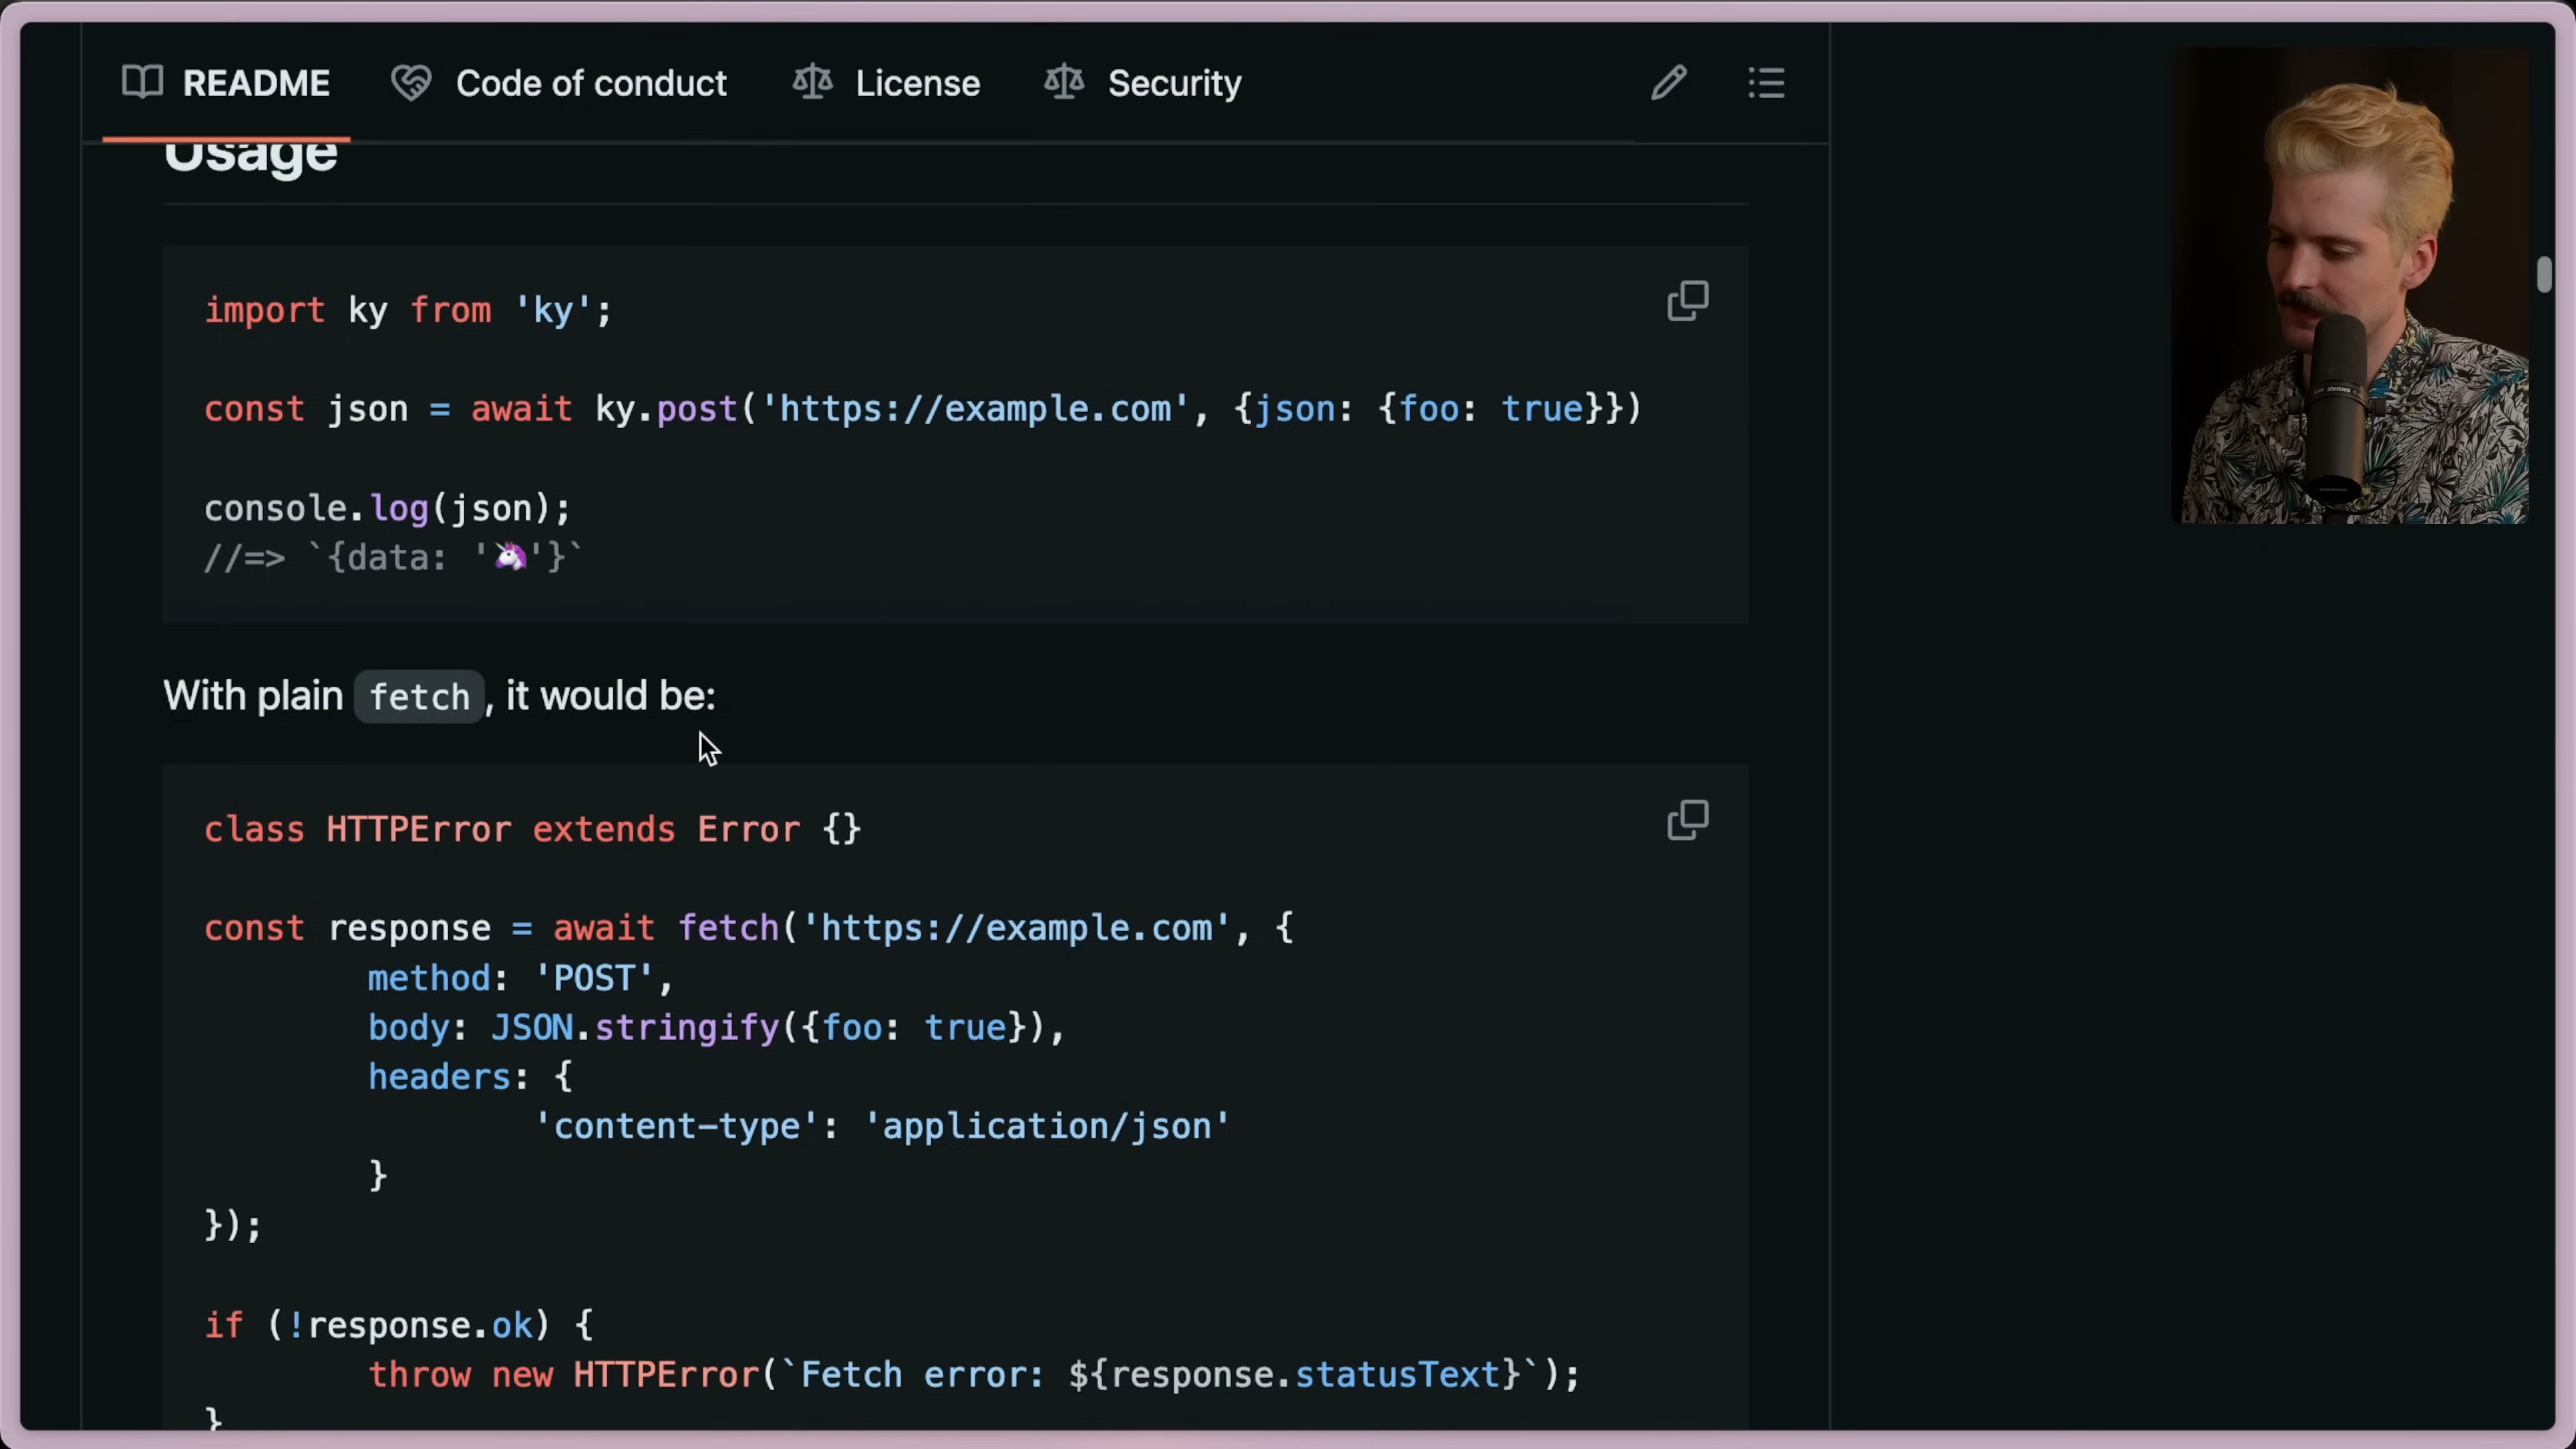 README Code of conduct License Security
Usage
import ky from 'ky';
const json = await ky.post('https://example.com', {json: {foo: true}})
console.log(json);
//=> `{data: '🦄'}`
With plain fetch, it would be:
class HTTPError extends Error {}
const response = await fetch('https://example.com', {
method: 'POST',
body: JSON.stringify({foo: true}),
headers: {
'content-type': 'application/json'
}
});
if (!response.ok) {
throw new HTTPError(`Fetch error: ${response.statusText}`);
}